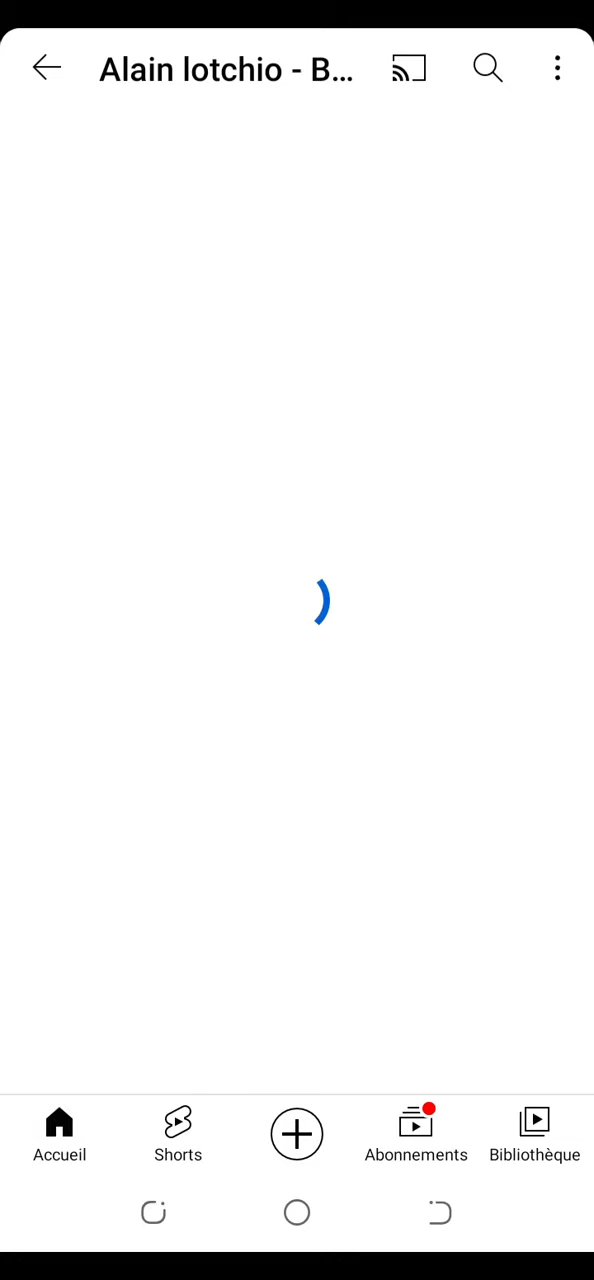 Alain lotchio - B...
Accueil
Shorts
Abonnements
Bibliothèque